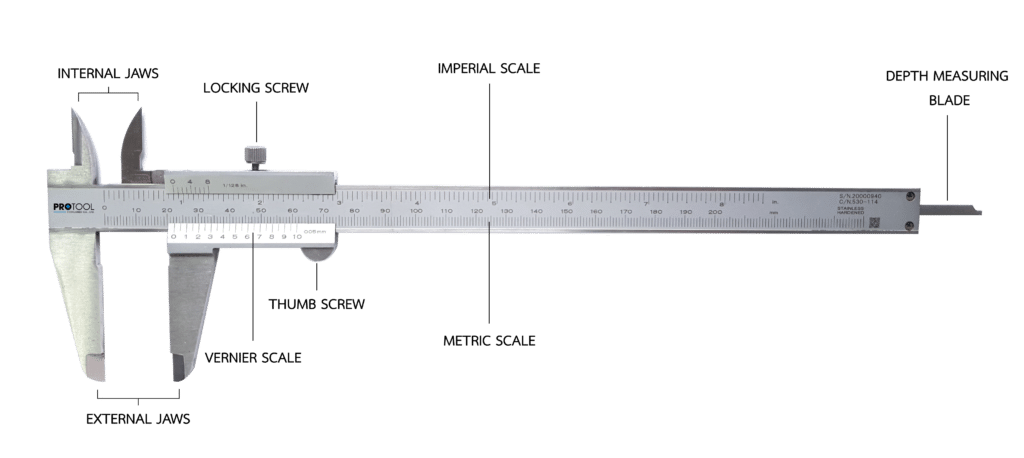 INTERNAL JAWS
LOCKING SCREW
IMPERIAL SCALE
DEPTH MEASURING
BLADE
0 4 8
1/128 in.
PROTOOL
0 1 2 3 4 5 6 7 8 in.
0 10 20 30 40 50 60 70 80 90 100 110 120 130 140 150 160 170 180 190 200 mm
STAINLESS
HARDENED
0 1 2 3 4 5 6 7 8 9 10 0.05mm
THUMB SCREW
VERNIER SCALE
METRIC SCALE
EXTERNAL JAWS